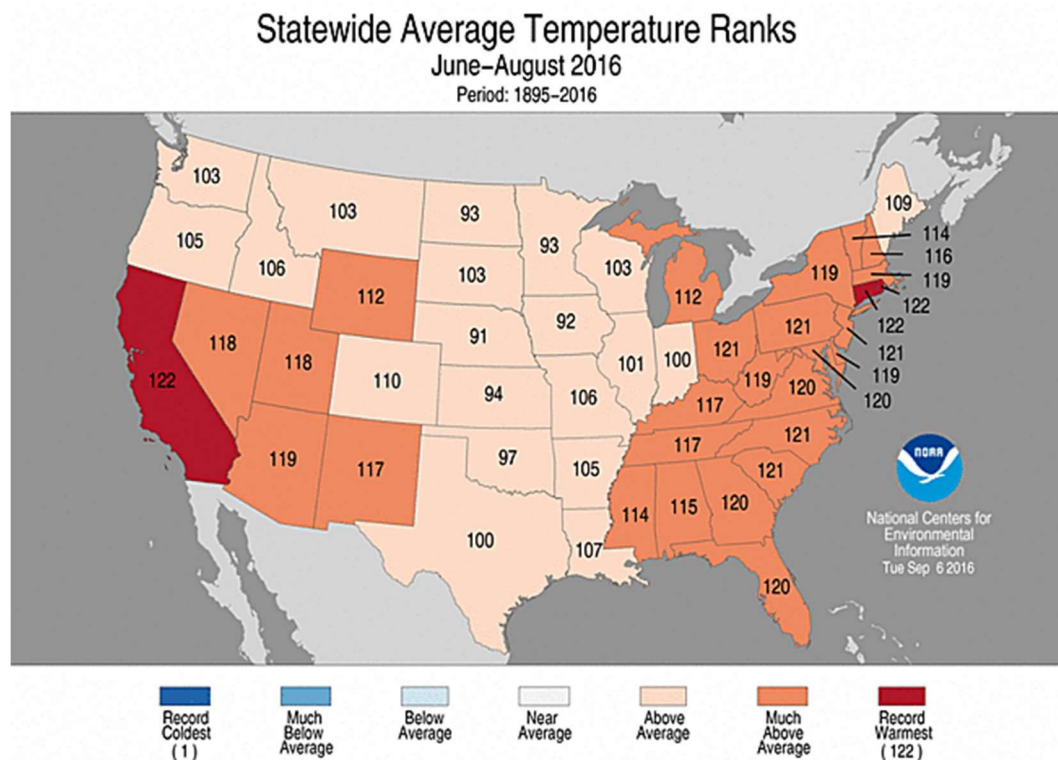 Statewide Average Temperature Ranks
June–August 2016
Period: 1895–2016
103
103
93
93
109
105
106
103
103
114
116
119
119
112
112
122
122
121
119
120
118
118
110
91
92
101
100
121
121
122
94
106
119
120
117
119
117
97
105
117
121
121
100
107
114
115
120
120
NOAA
National Centers for
Environmental
Information
Tue Sep 6 2016
Record
Coldest
(1)
Much
Below
Average
Below
Average
Near
Average
Above
Average
Much
Above
Average
Record
Warmest
(122)